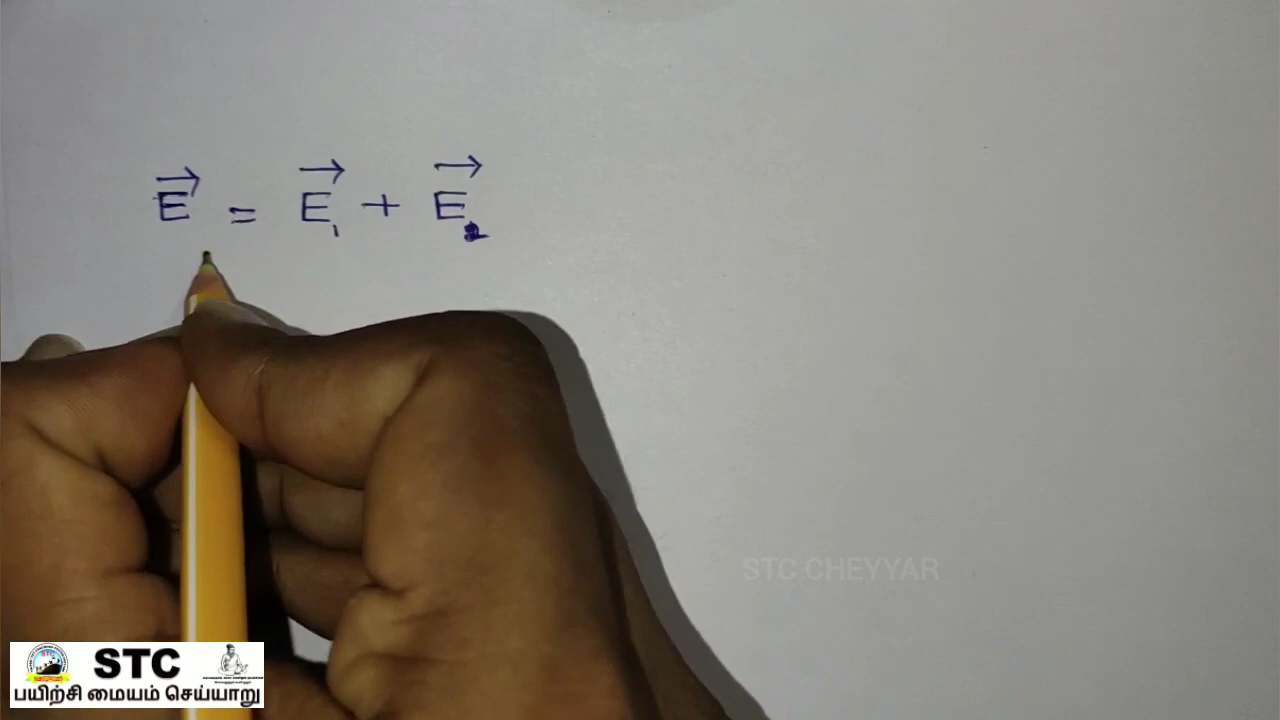 E⃗ = E⃗₁ + E⃗₂
STC CHEYYAR
STC
பயிற்சி மையம் செய்யாறு